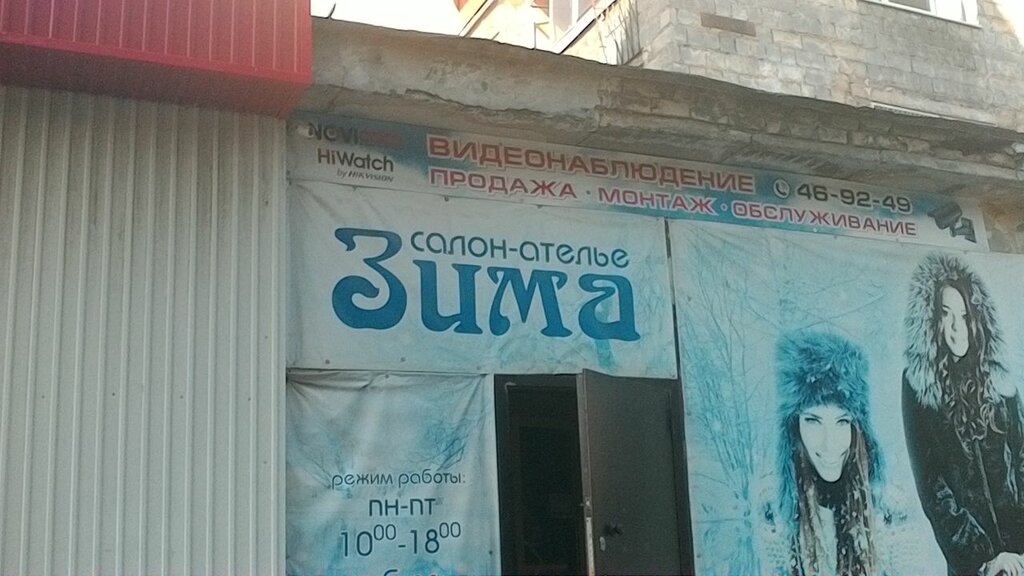 NOVI
HiWatch
by HIKVISION
ВИДЕОНАБЛЮДЕНИЕ
46-92-49
ПРОДАЖА · МОНТАЖ · ОБСЛУЖИВАНИЕ
салон-ателье
Зима
режим работы:
пн-пт
10⁰⁰-18⁰⁰